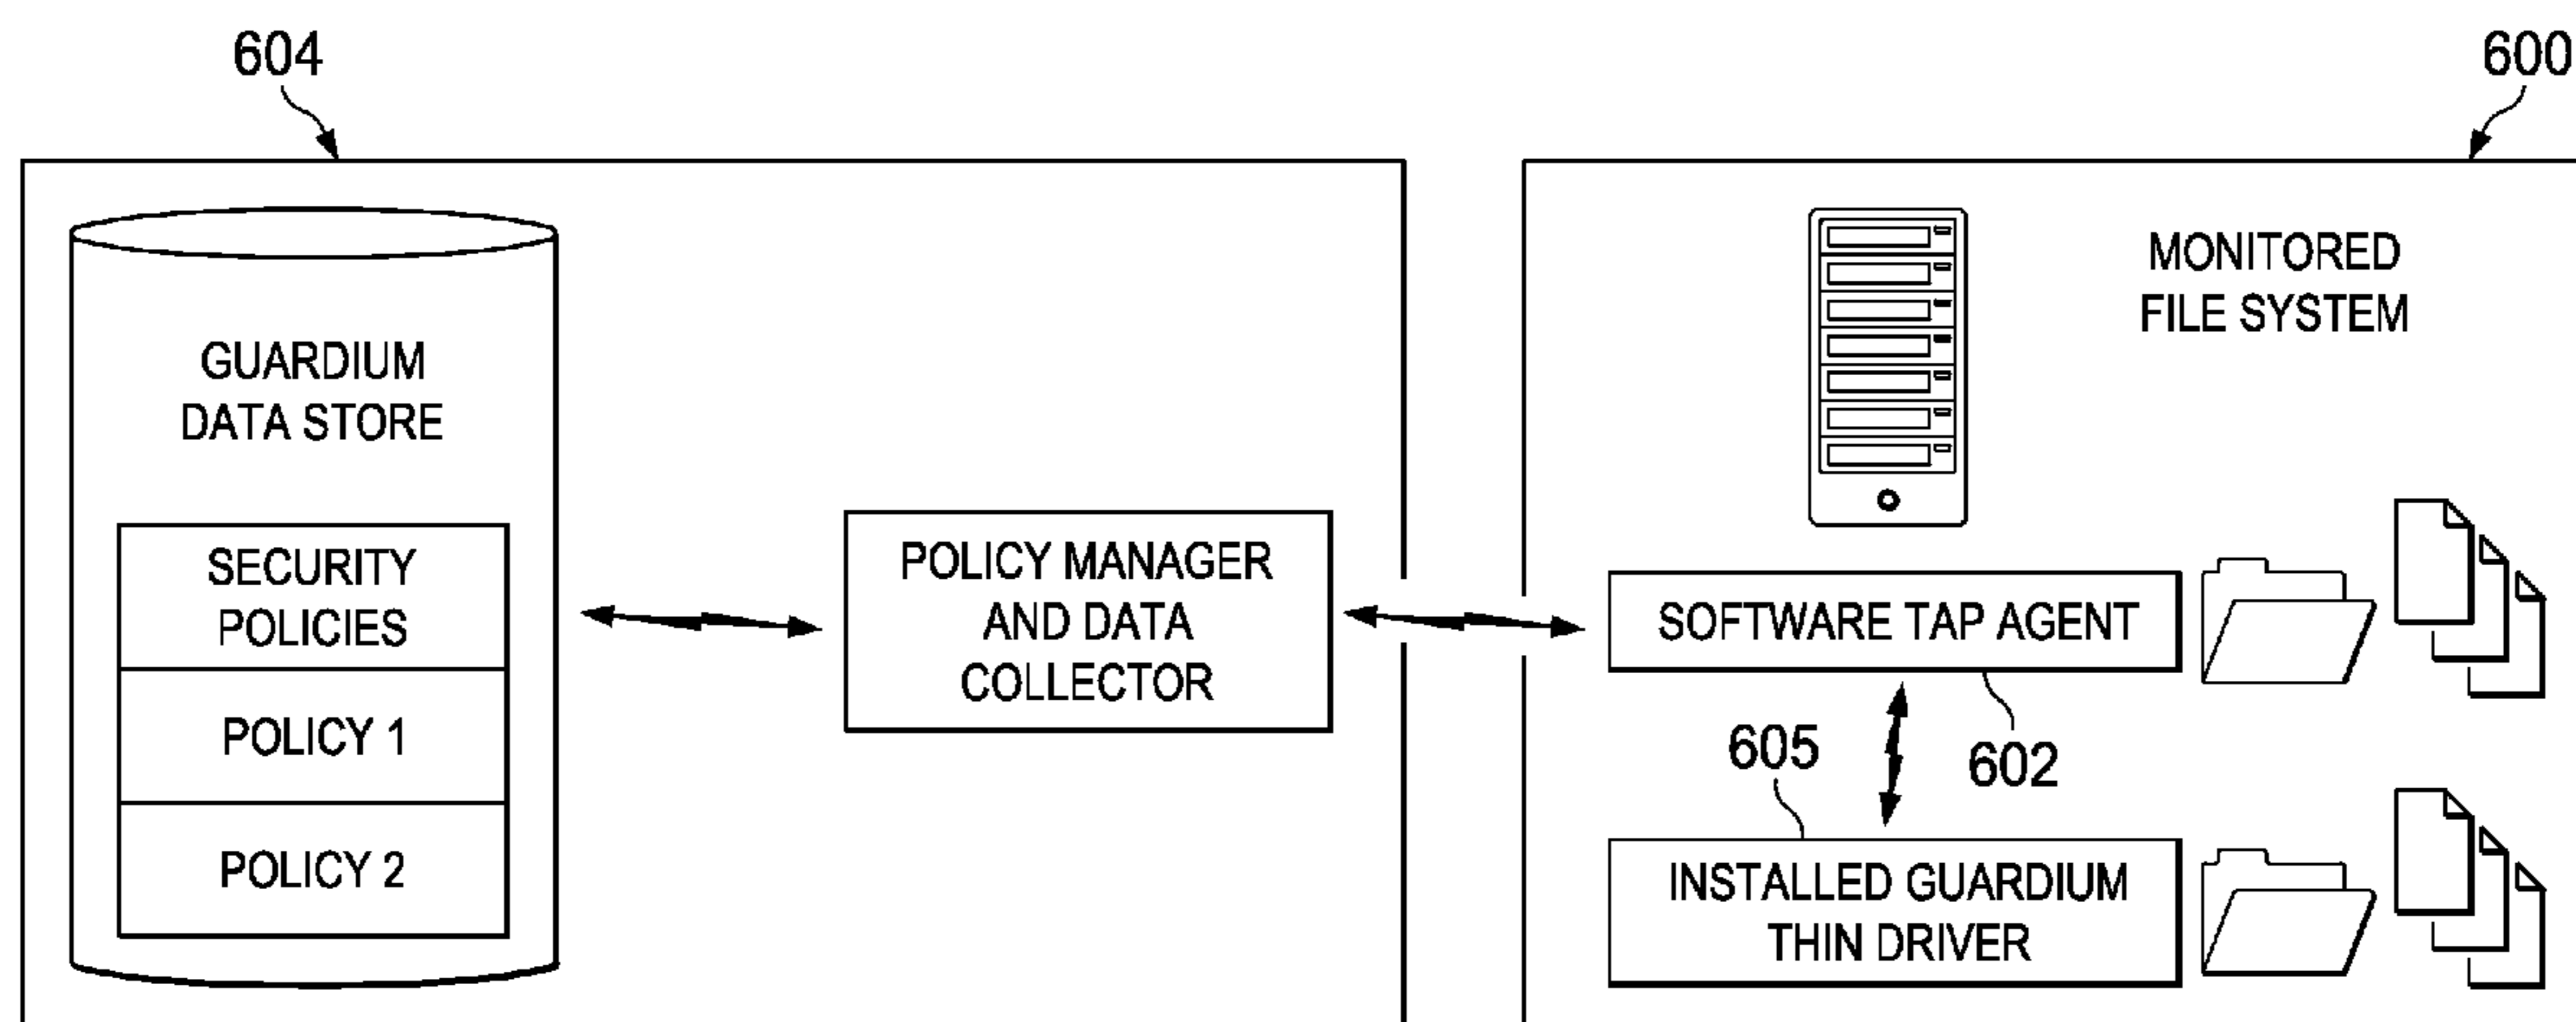 604
600
GUARDIUM
DATA STORE
SECURITY
POLICIES
POLICY 1
POLICY 2
POLICY MANAGER
AND DATA
COLLECTOR
MONITORED
FILE SYSTEM
SOFTWARE TAP AGENT
605
602
INSTALLED GUARDIUM
THIN DRIVER